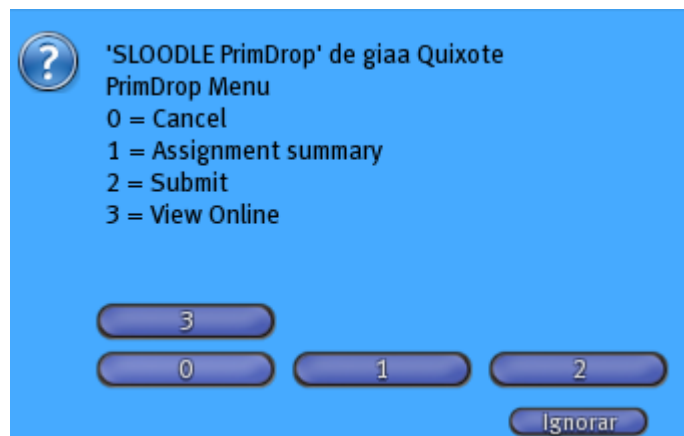 'SLOODLE PrimDrop' de giaa Quixote
PrimDrop Menu
0 = Cancel
1 = Assignment summary
2 = Submit
3 = View Online
3
0 1 2
Ignorar